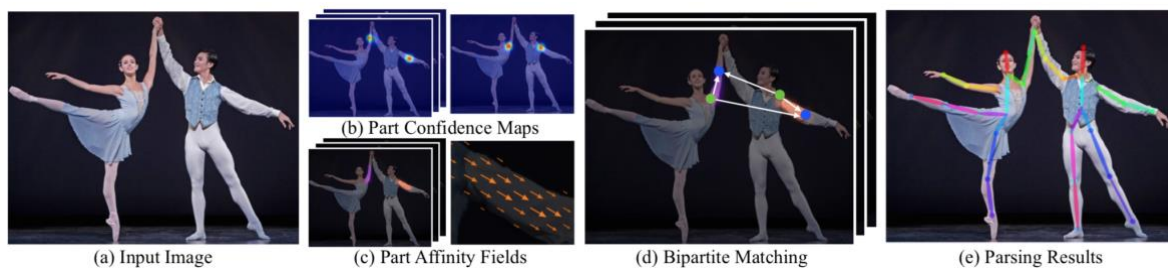 (a) Input Image
(b) Part Confidence Maps
(c) Part Affinity Fields
(d) Bipartite Matching
(e) Parsing Results